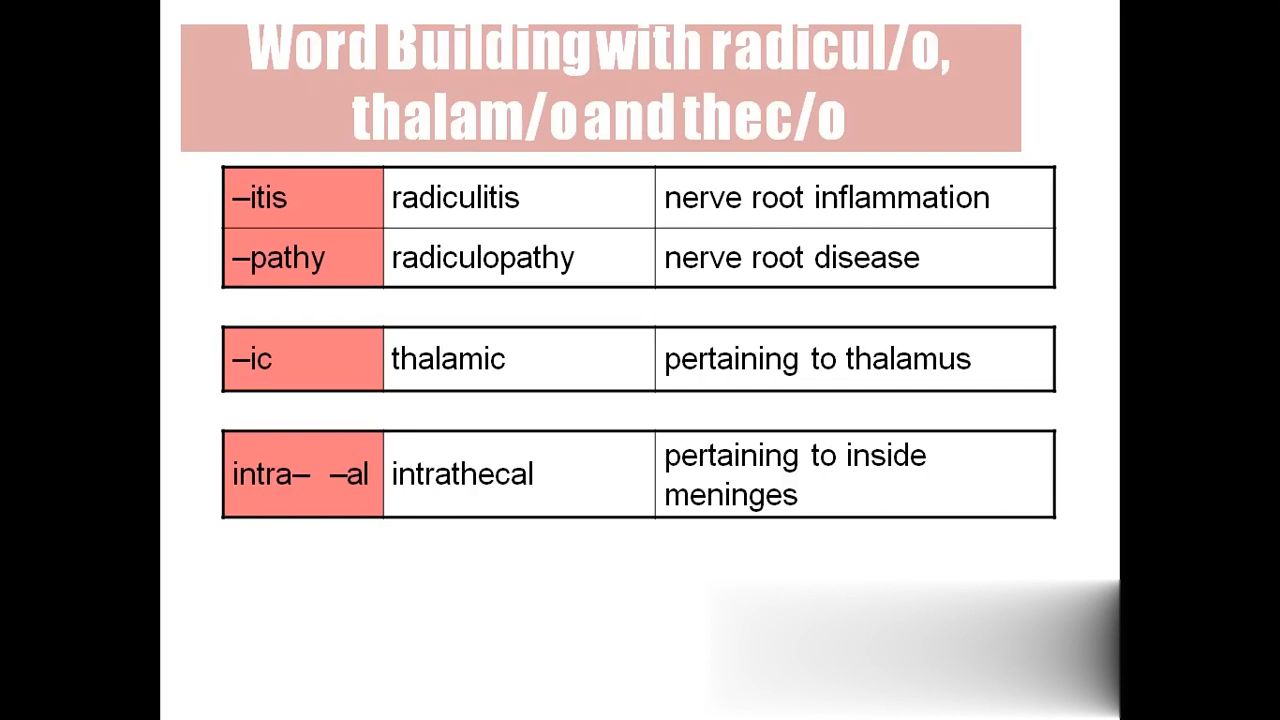 Word Building with radicul/o,
thalam/o and thec/o
–itis radiculitis nerve root inflammation
–pathy radiculopathy nerve root disease
–ic thalamic pertaining to thalamus
intra– –al intrathecal pertaining to inside
meninges